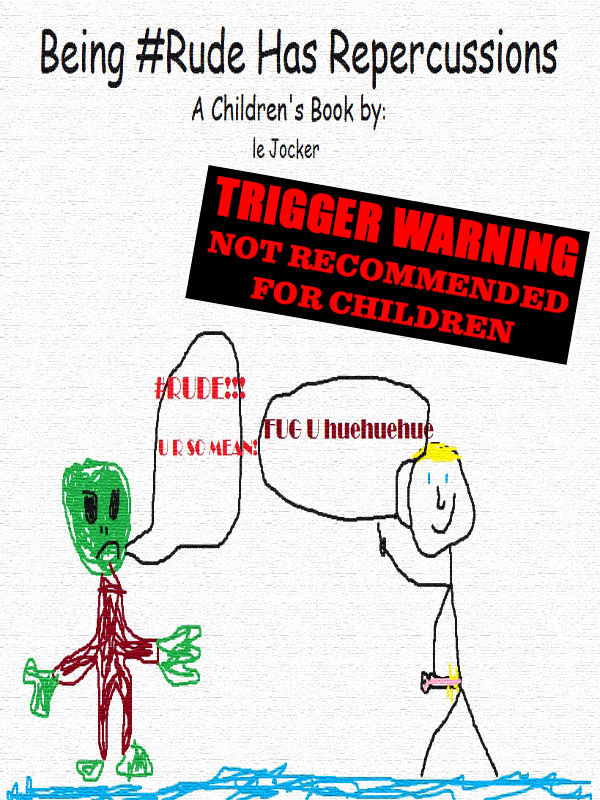 Being #Rude Has Repercussions
A Children's Book by:
le Jocker
TRIGGER WARNING
NOT RECOMMENDED
FOR CHILDREN
#RUDE!!!
U R SO MEAN!
FUG U huehuehue